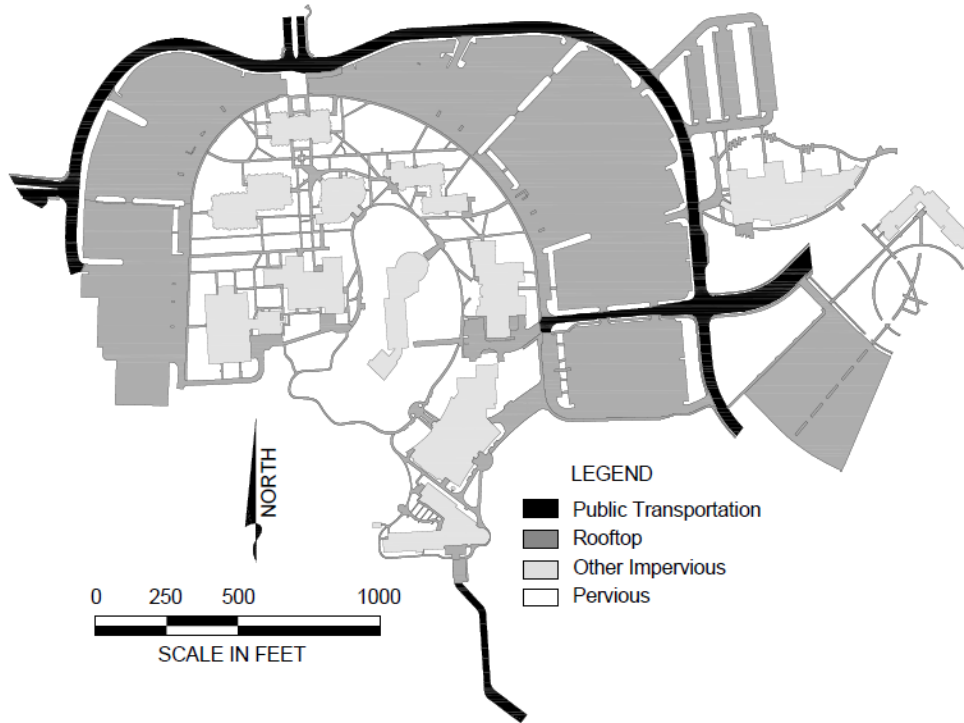 NORTH
LEGEND
Public Transportation
Rooftop
Other Impervious
Pervious
0 250 500 1000
SCALE IN FEET